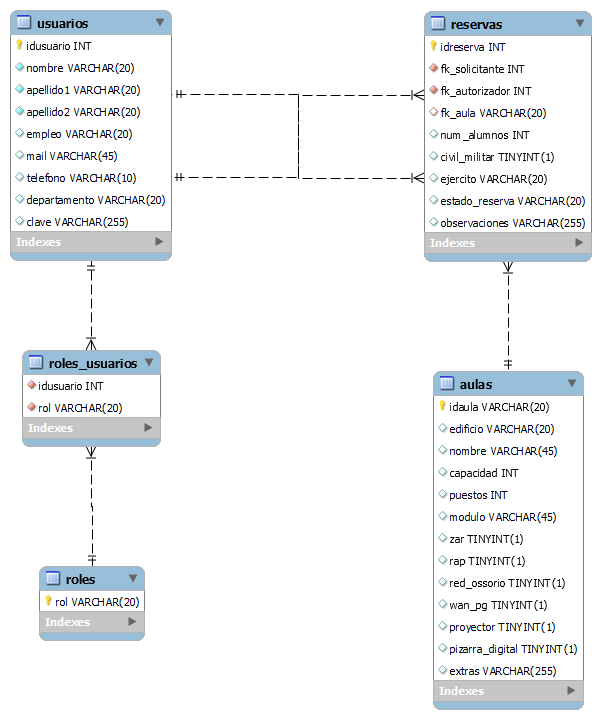 usuarios
idusuario INT
nombre VARCHAR(20)
apellido1 VARCHAR(20)
apellido2 VARCHAR(20)
empleo VARCHAR(20)
mail VARCHAR(45)
telefono VARCHAR(10)
departamento VARCHAR(20)
clave VARCHAR(255)
Indexes
reservas
idreserva INT
fk_solicitante INT
fk_autorizador INT
fk_aula VARCHAR(20)
num_alumnos INT
civil_militar TINYINT(1)
ejercito VARCHAR(20)
estado_reserva VARCHAR(20)
observaciones VARCHAR(255)
Indexes
roles_usuarios
idusuario INT
rol VARCHAR(20)
Indexes
aulas
idaula VARCHAR(20)
edificio VARCHAR(20)
nombre VARCHAR(45)
capacidad INT
puestos INT
modulo VARCHAR(45)
zar TINYINT(1)
rap TINYINT(1)
red_ossorio TINYINT(1)
wan_pg TINYINT(1)
proyector TINYINT(1)
pizarra_digital TINYINT(1)
extras VARCHAR(255)
Indexes
roles
rol VARCHAR(20)
Indexes